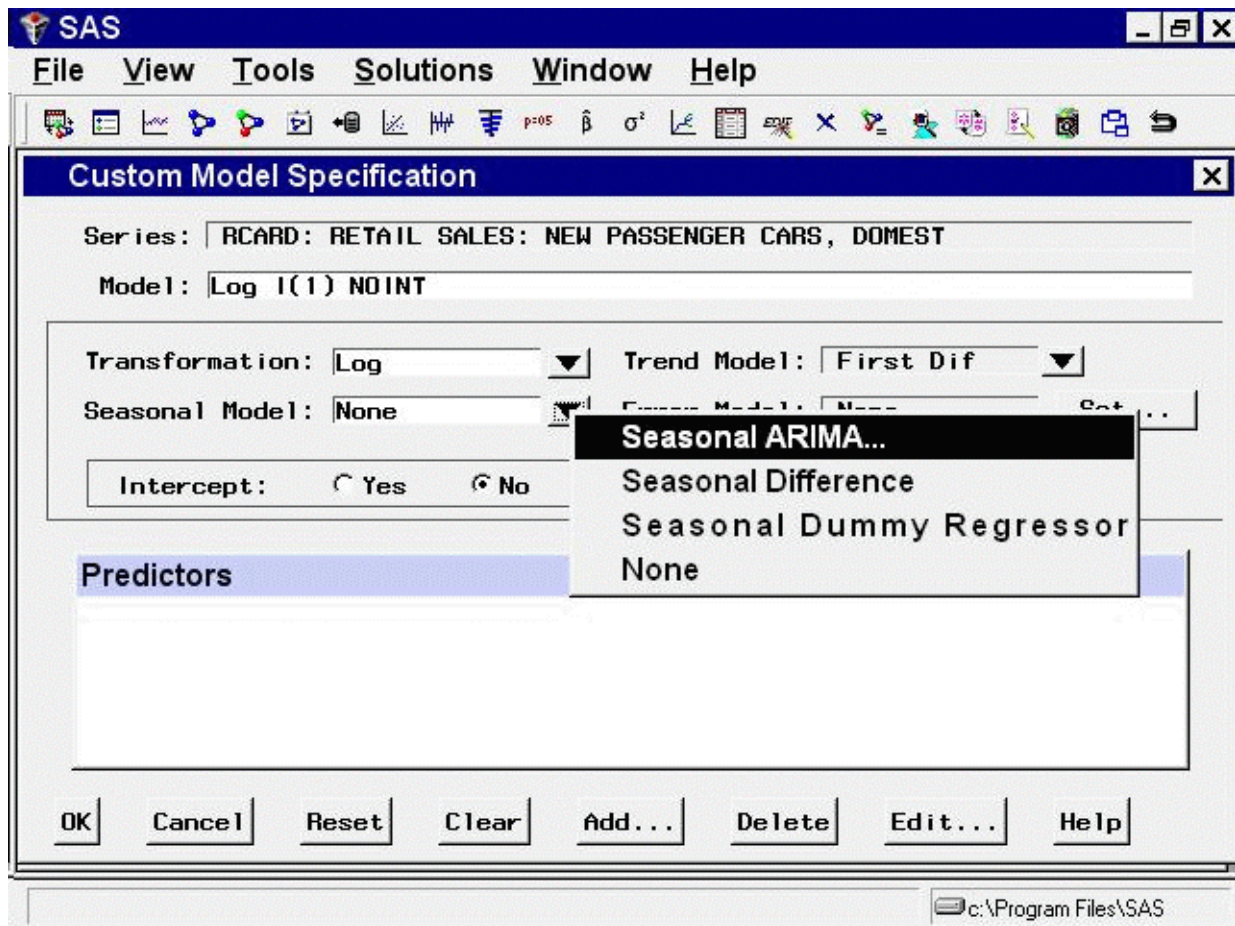 SAS
File View Tools Solutions Window Help
p=05 β̂ σ²
Custom Model Specification
Series: RCARD: RETAIL SALES: NEW PASSENGER CARS, DOMEST
Model: Log I(1) NOINT
Transformation: Log Trend Model: First Dif
Seasonal Model: None
Seasonal ARIMA...
Seasonal Difference
Seasonal Dummy Regressor
None
Intercept: Yes No
Predictors
OK Cancel Reset Clear Add... Delete Edit... Help
c:\Program Files\SAS